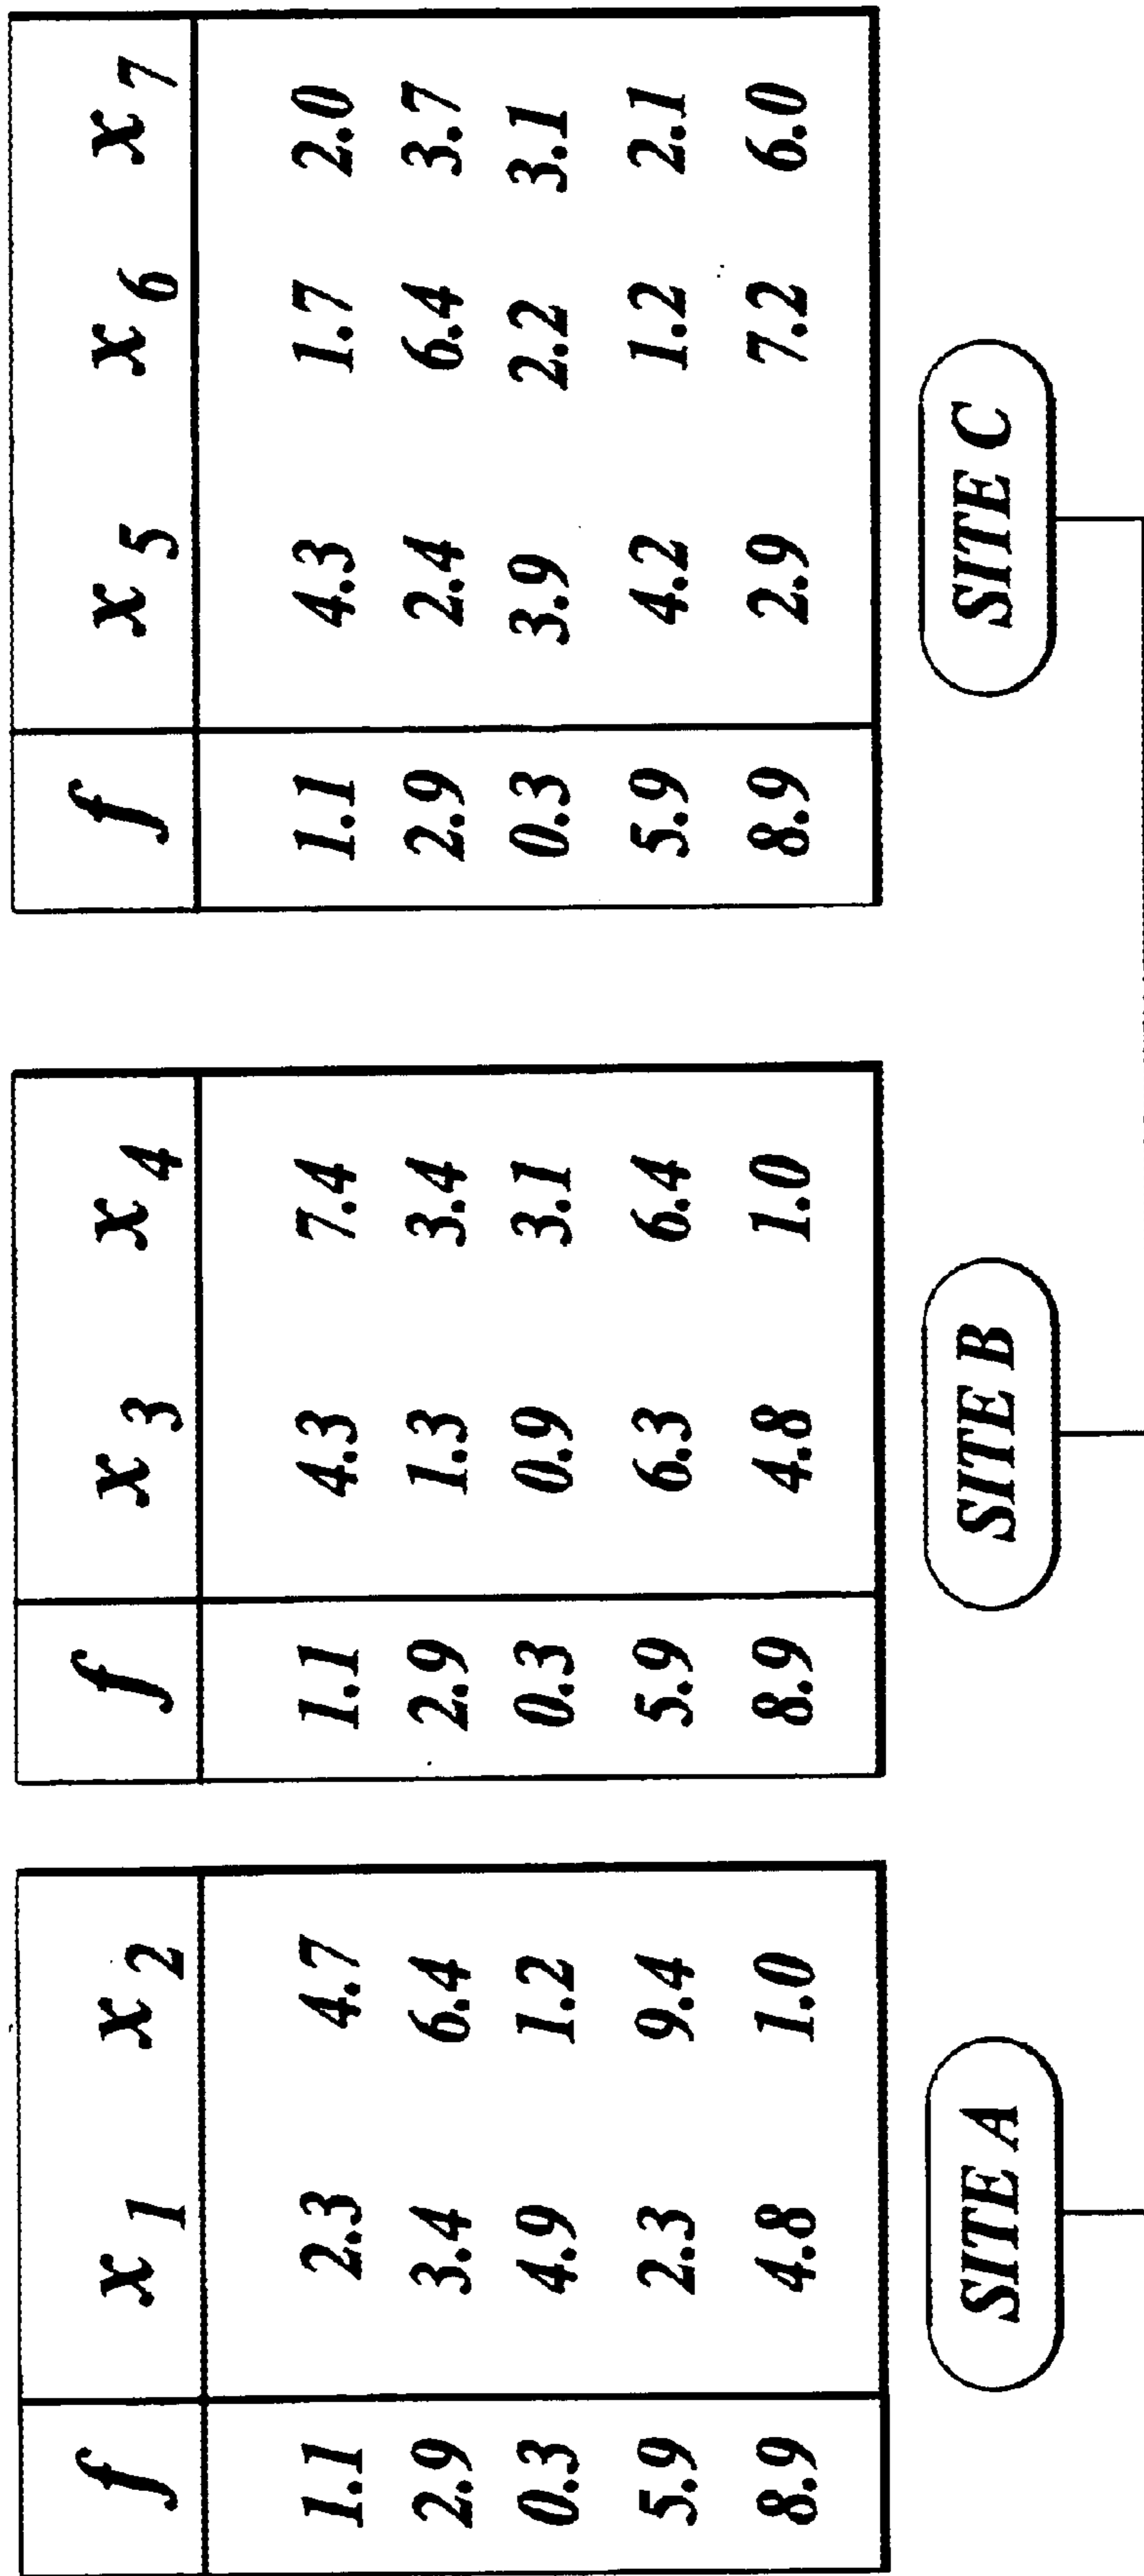 f x1 x2
1.1 2.3 4.7
2.9 3.4 6.4
0.3 4.9 1.2
5.9 2.3 9.4
8.9 4.8 1.0
SITE A
f x3 x4
1.1 4.3 7.4
2.9 1.3 3.4
0.3 0.9 3.1
5.9 6.3 6.4
8.9 4.8 1.0
SITE B
f x5 x6 x7
1.1 4.3 1.7 2.0
2.9 2.4 6.4 3.7
0.3 3.9 2.2 3.1
5.9 4.2 1.2 2.1
8.9 2.9 7.2 6.0
SITE C